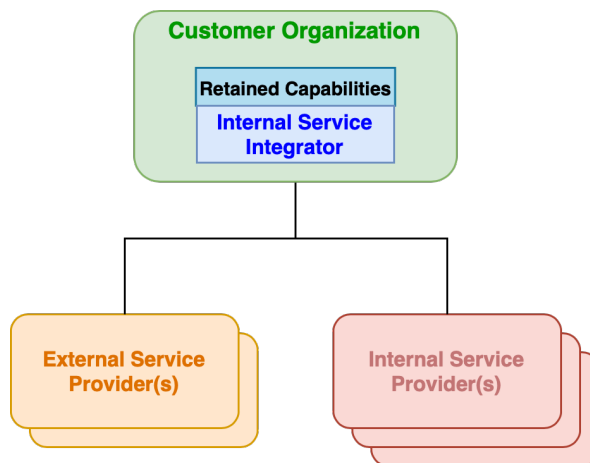 Customer Organization
Retained Capabilities
Internal Service
Integrator
External Service
Provider(s)
Internal Service
Provider(s)